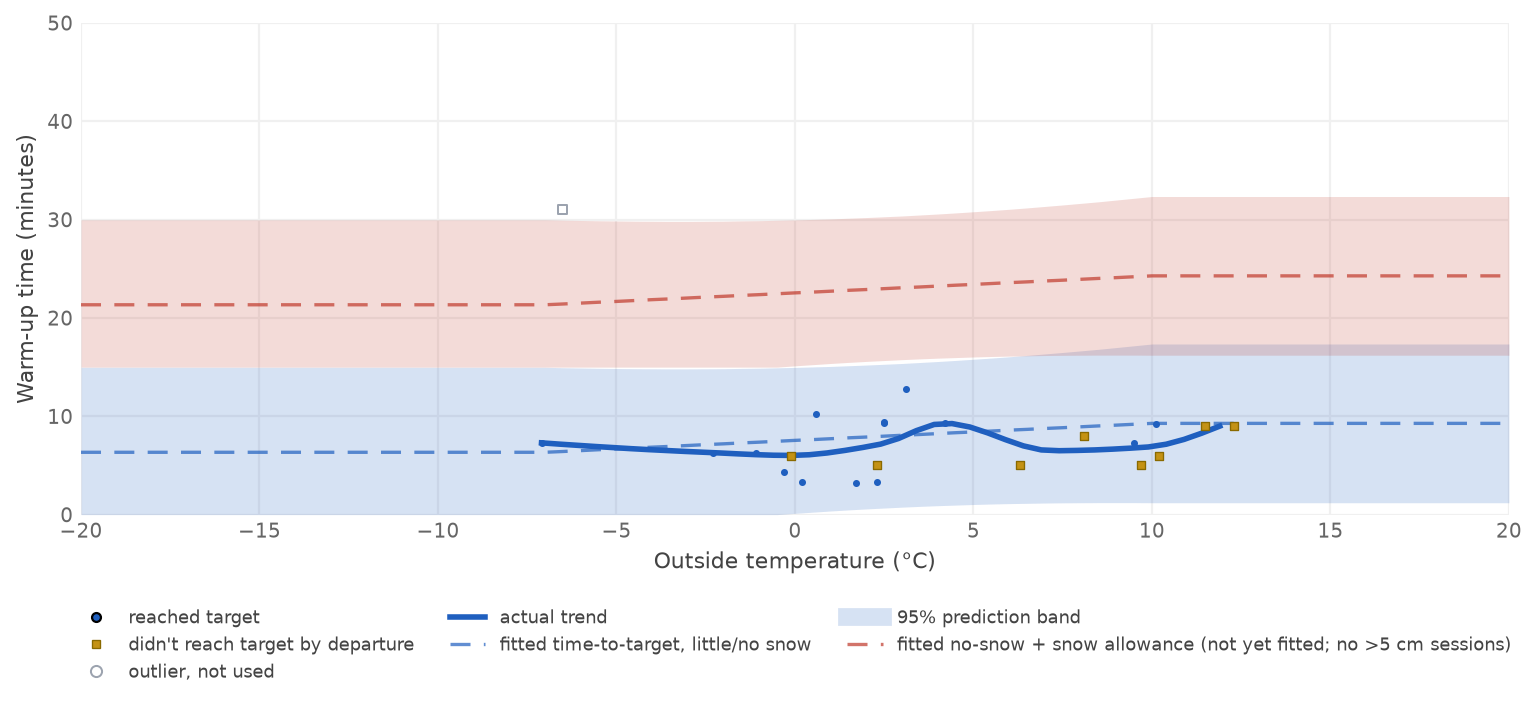 50
40
30
20
10
0
−20
−15
−10
−5
0
5
10
15
20
Warm-up time (minutes)
Outside temperature (°C)
reached target
actual trend
95% prediction band
didn't reach target by departure
fitted time-to-target, little/no snow
fitted no-snow + snow allowance (not yet fitted; no >5 cm sessions)
outlier, not used